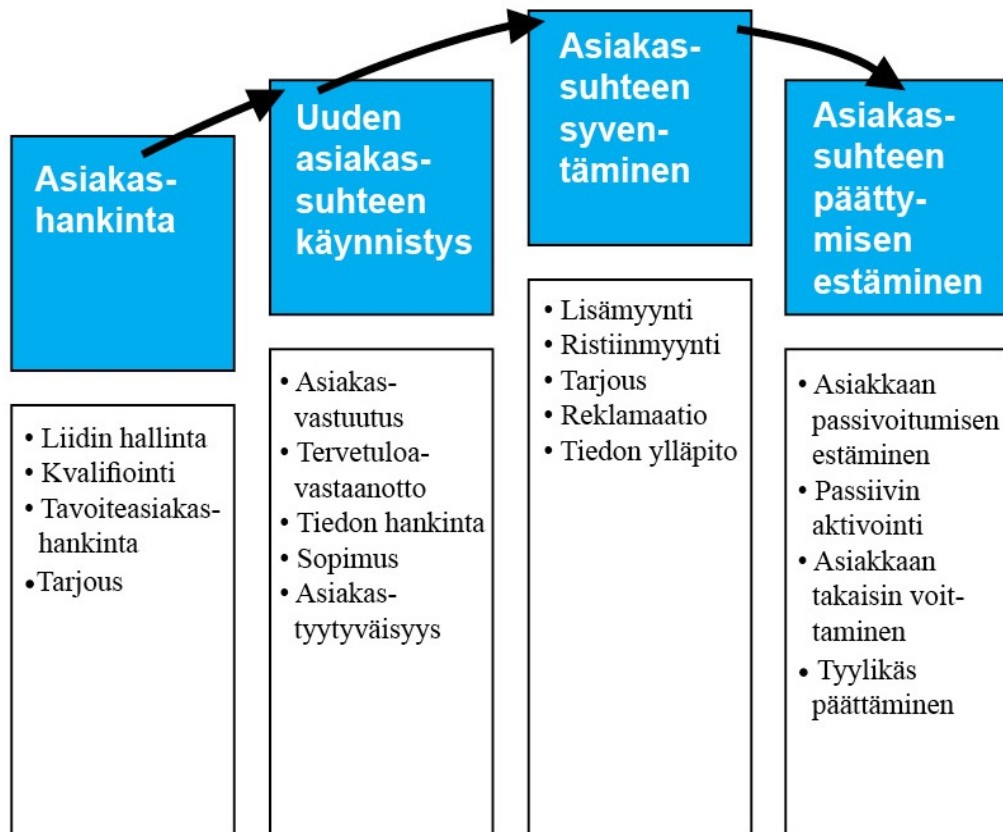 Asiakas-
hankinta
• Liidin hallinta
• Kvalifiointi
• Tavoiteasiakas-
hankinta
•Tarjous
Uuden
asiakas-
suhteen
käynnistys
• Asiakas-
vastuutus
• Tervetuloa-
vastaanotto
• Tiedon hankinta
• Sopimus
• Asiakas-
tyytyväisyys
Asiakas-
suhteen
syven-
täminen
• Lisämyynti
• Ristiinmyynti
• Tarjous
• Reklamaatio
• Tiedon ylläpito
Asiakas-
suhteen
päätty-
misen
estäminen
• Asiakkaan
passivoitumisen
estäminen
• Passiivin
aktivointi
• Asiakkaan
takaisin voit-
taminen
• Tyylikäs
päättäminen